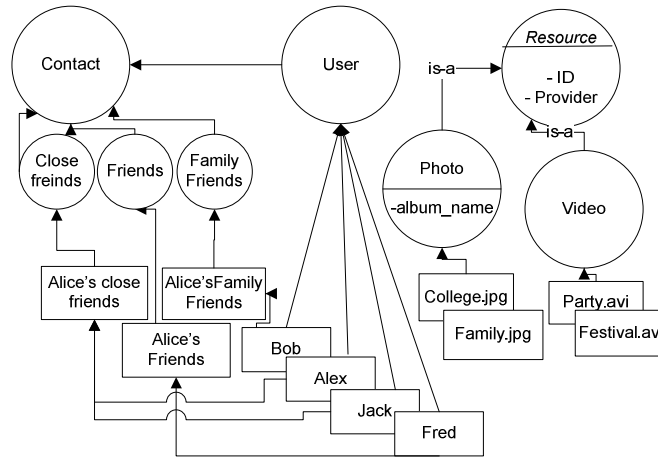 Contact
User
Resource
- ID
- Provider
is-a
is-a
Close
freinds
Friends
Family
Friends
Photo
-album_name
Video
Alice's close
friends
Alice'sFamily
Friends
Alice's
Friends
Bob
Alex
Jack
Fred
College.jpg
Family.jpg
Party.avi
Festival.av